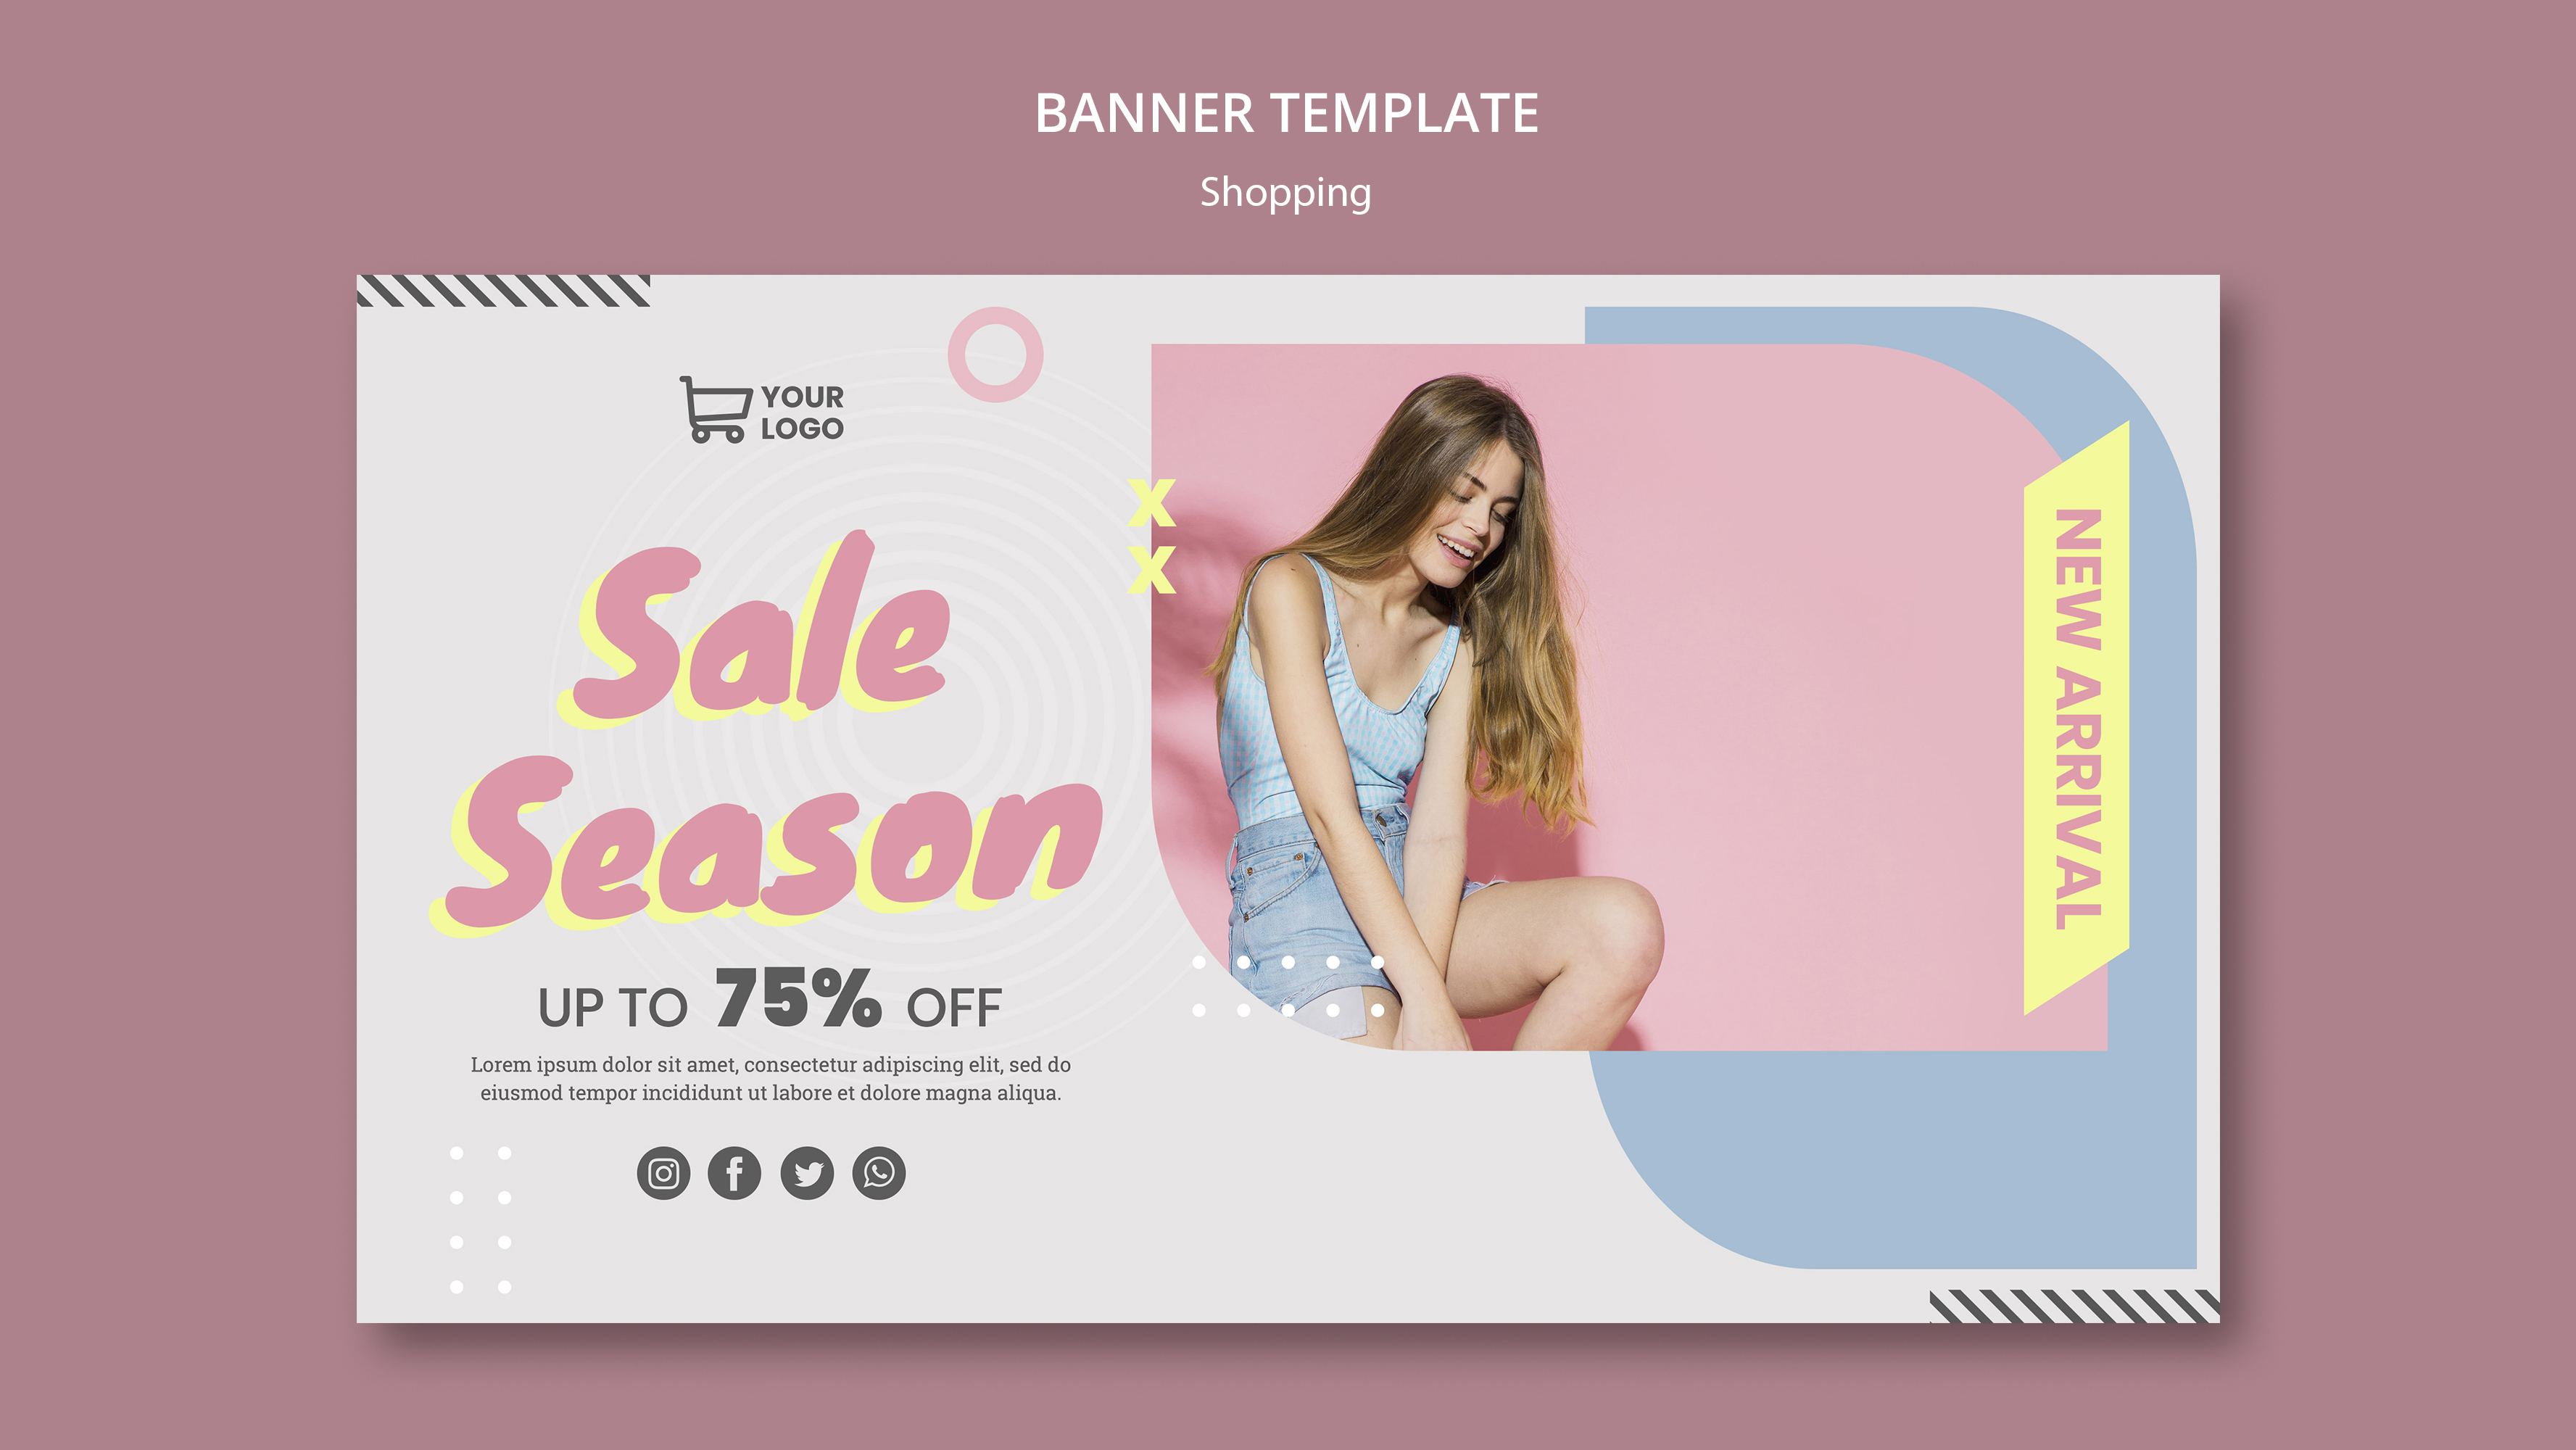 BANNER TEMPLATE
Shopping
YOUR
LOGO
Sale
Season
UP TO 75% OFF
Lorem ipsum dolor sit amet, consectetur adipiscing elit, sed do
eiusmod tempor incididunt ut labore et dolore magna aliqua.
X
X
NEW ARRIVAL